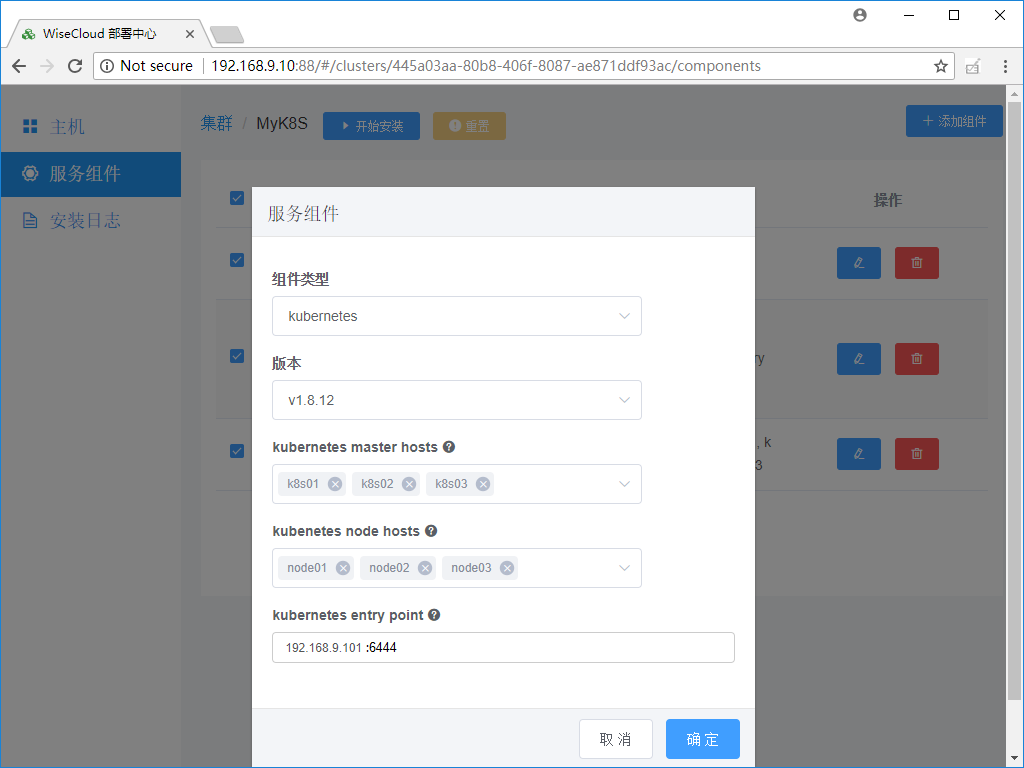 WiseCloud 部署中心
Not secure 192.168.9.10:88/#/clusters/445a03aa-80b8-406f-8087-ae871ddf93ac/components
主机
服务组件
安装日志
集群 / MyK8S 开始安装 重置 添加组件
操作
ry
, k
3
服务组件
组件类型
kubernetes
版本
v1.8.12
kubernetes master hosts
k8s01 k8s02 k8s03
kubenetes node hosts
node01 node02 node03
kubernetes entry point
192.168.9.101 :6444
取 消 确 定